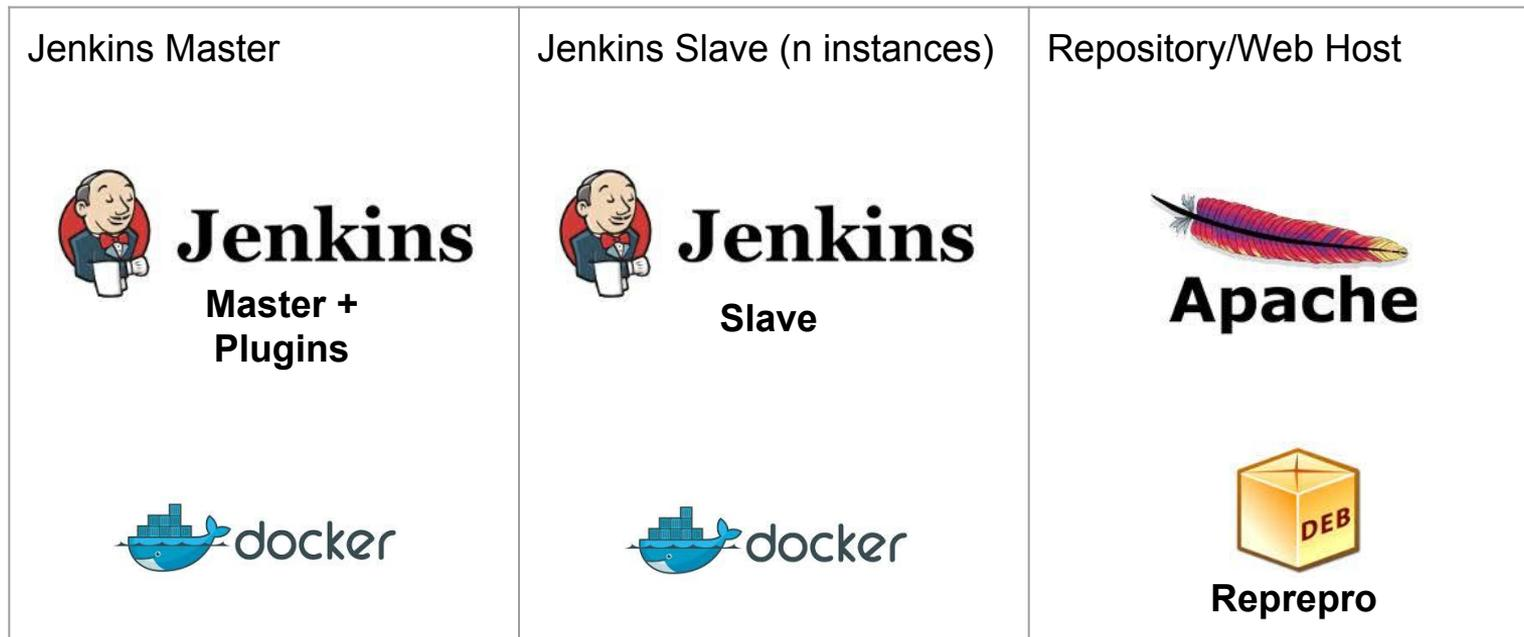 Jenkins Master
Jenkins
Master +
Plugins
docker
Jenkins Slave (n instances)
Jenkins
Slave
docker
Repository/Web Host
Apache
DEB
Reprepro